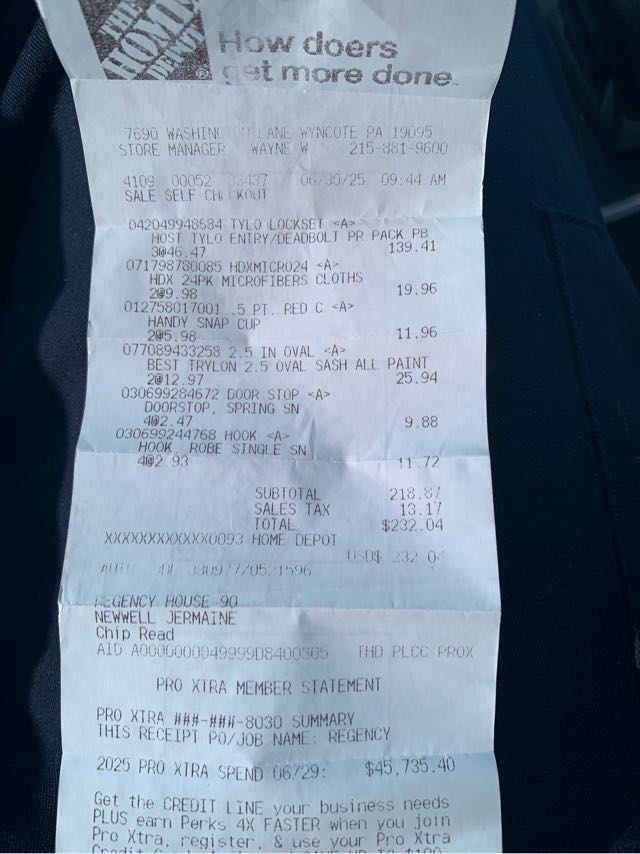 THE
HOME
DEPOT
How doers
get more done.
7690 WASHINGTON LANE WYNCOTE PA 19095
STORE MANAGER WAYNE W 215-881-9600
4109 00052 33437 06/30/25 09:44 AM
SALE SELF CHECKOUT
042049948684 TYLO LOCKSET <A>
HOST TYLO ENTRY/DEADBOLT PR PACK PB
3@46.47 139.41
071798780085 HDXMICRO24 <A>
HDX 24PK MICROFIBERS CLOTHS
2@9.98 19.96
012758017001 .5 PT. RED C <A>
HANDY SNAP CUP
2@5.98 11.96
077089433258 2.5 IN OVAL <A>
BEST TRYLON 2.5 OVAL SASH ALL PAINT
2@12.97 25.94
030699284672 DOOR STOP <A>
DOORSTOP, SPRING SN
4@2.47 9.88
030699244768 HOOK <A>
HOOK, ROBE SINGLE SN
4@2.93 11.72
SUBTOTAL 218.87
SALES TAX 13.17
TOTAL $232.04
XXXXXXXXXXXX0093 HOME DEPOT
USD$ 232.04
REGENCY HOUSE 90
NEWWELL JERMAINE
Chip Read
AID A0000000049999D8400305 THD PLCC PROX
PRO XTRA MEMBER STATEMENT
PRO XTRA ###-###-8030 SUMMARY
THIS RECEIPT PO/JOB NAME: REGENCY
2025 PRO XTRA SPEND 06/29: $45,735.40
Get the CREDIT LINE your business needs
PLUS earn Perks 4X FASTER when you join
Pro Xtra, register, & use your Pro Xtra